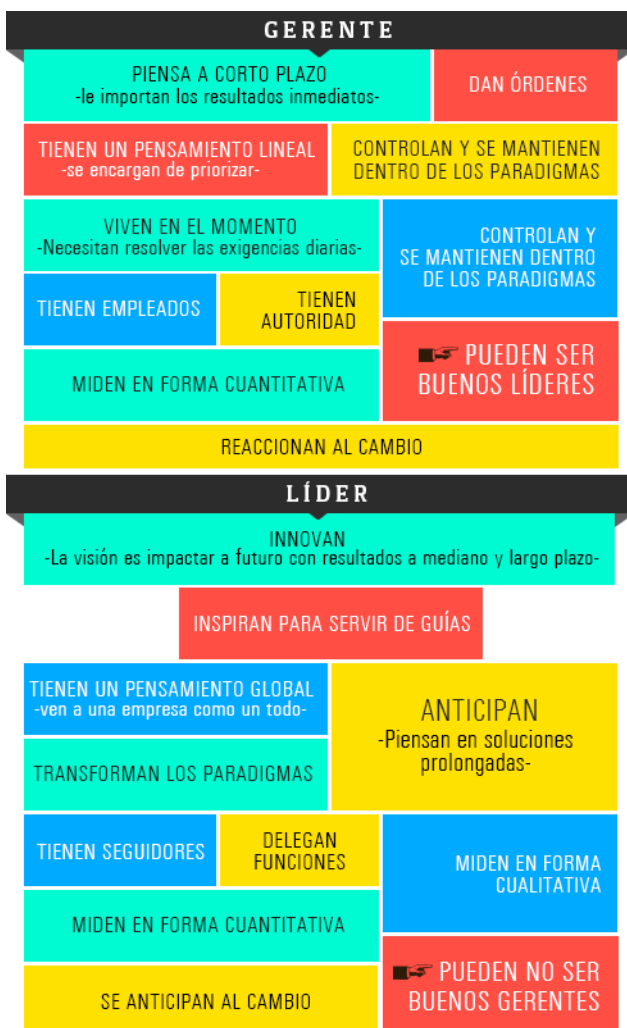 GERENTE
PIENSA A CORTO PLAZO
-le importan los resultados inmediatos-
DAN ÓRDENES
TIENEN UN PENSAMIENTO LINEAL
-se encargan de priorizar-
CONTROLAN Y SE MANTIENEN
DENTRO DE LOS PARADIGMAS
VIVEN EN EL MOMENTO
-Necesitan resolver las exigencias diarias-
CONTROLAN Y
SE MANTIENEN DENTRO
DE LOS PARADIGMAS
TIENEN EMPLEADOS
TIENEN
AUTORIDAD
MIDEN EN FORMA CUANTITATIVA
PUEDEN SER
BUENOS LÍDERES
REACCIONAN AL CAMBIO
LÍDER
INNOVAN
-La visión es impactar a futuro con resultados a mediano y largo plazo-
INSPIRAN PARA SERVIR DE GUÍAS
TIENEN UN PENSAMIENTO GLOBAL
-ven a una empresa como un todo-
ANTICIPAN
-Piensan en soluciones
prolongadas-
TRANSFORMAN LOS PARADIGMAS
TIENEN SEGUIDORES
DELEGAN
FUNCIONES
MIDEN EN FORMA
CUALITATIVA
MIDEN EN FORMA CUANTITATIVA
PUEDEN NO SER
BUENOS GERENTES
SE ANTICIPAN AL CAMBIO